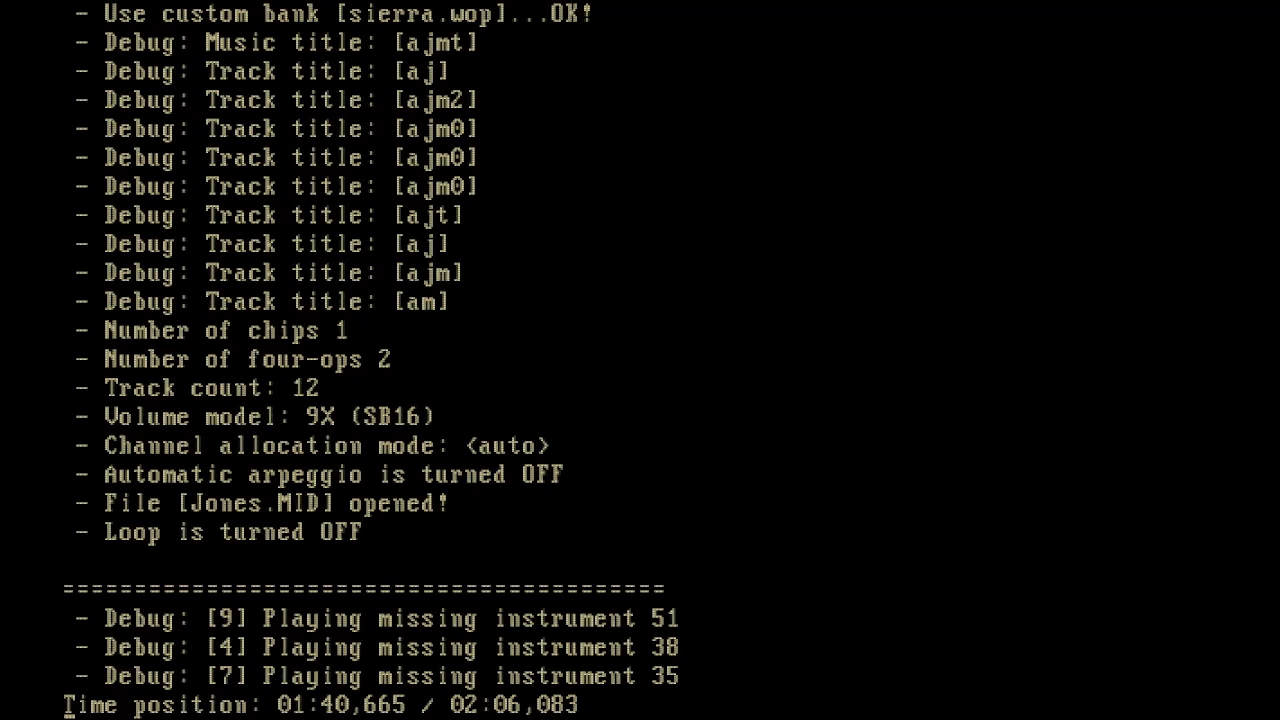 - Use custom bank [sierra.wop]...OK!
- Debug: Music title: [ajmt]
- Debug: Track title: [aj]
- Debug: Track title: [ajm2]
- Debug: Track title: [ajm0]
- Debug: Track title: [ajm0]
- Debug: Track title: [ajm0]
- Debug: Track title: [ajt]
- Debug: Track title: [aj]
- Debug: Track title: [ajm]
- Debug: Track title: [am]
- Number of chips 1
- Number of four-ops 2
- Track count: 12
- Volume model: 9X (SB16)
- Channel allocation mode: <auto>
- Automatic arpeggio is turned OFF
- File [Jones.MID] opened!
- Loop is turned OFF
==========================================
- Debug: [9] Playing missing instrument 51
- Debug: [4] Playing missing instrument 38
- Debug: [7] Playing missing instrument 35
Time position: 01:40,665 / 02:06,083